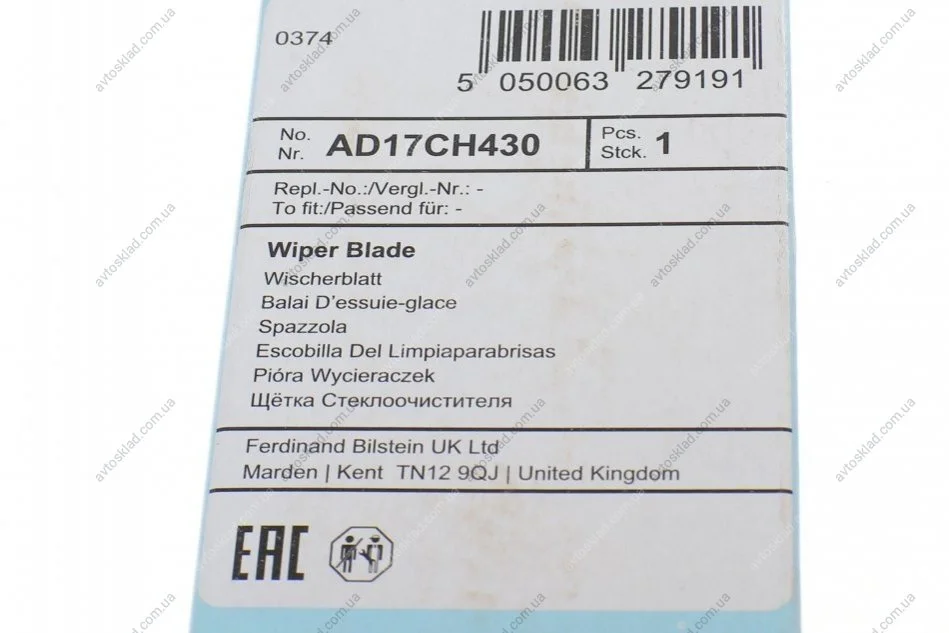 0374
5 050063 279191
No.
Nr. AD17CH430
Pcs.
Stck. 1
Repl.-No.:/Vergl.-Nr.: -
To fit:/Passend für: -
Wiper Blade
Wischerblatt
Balai D'essuie-glace
Spazzola
Escobilla Del Limpiaparabrisas
Pióra Wycieraczek
Щётка Стеклоочистителя
Ferdinand Bilstein UK Ltd
Marden | Kent TN12 9QJ | United Kingdom
EAC
avtosklad.com.ua